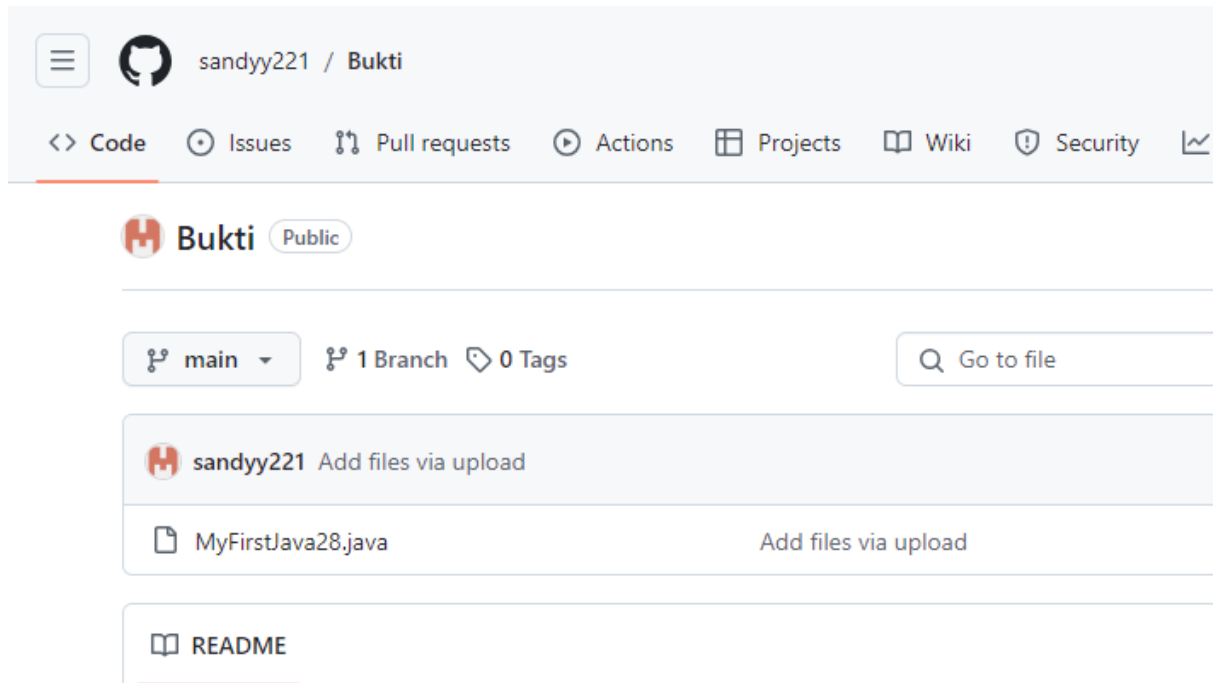 sandyy221 / Bukti
Code Issues Pull requests Actions Projects Wiki Security
Bukti Public
main 1 Branch 0 Tags Go to file
sandyy221 Add files via upload
MyFirstJava28.java Add files via upload
README